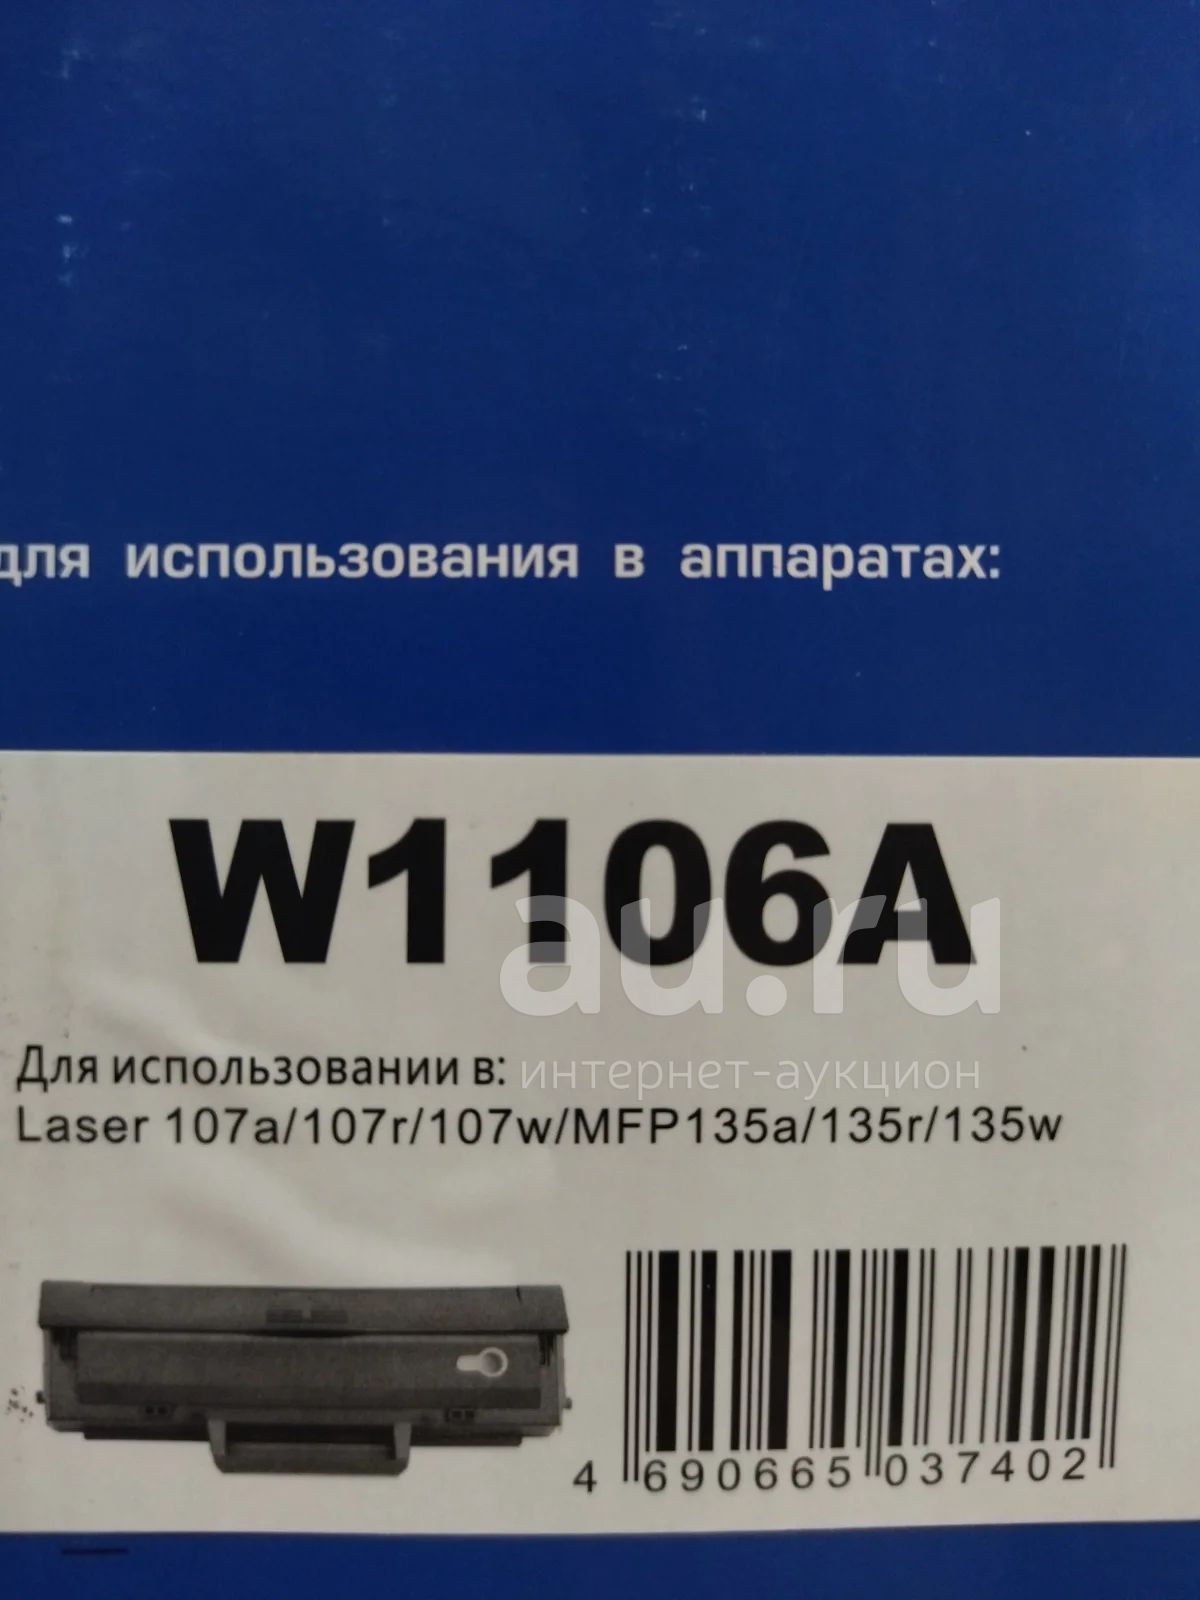 для использования в аппаратах:
W1106A
au.ru
Для использовании в:
интернет-аукцион
Laser 107a/107r/107w/MFP135a/135r/135w
4 690665 037402